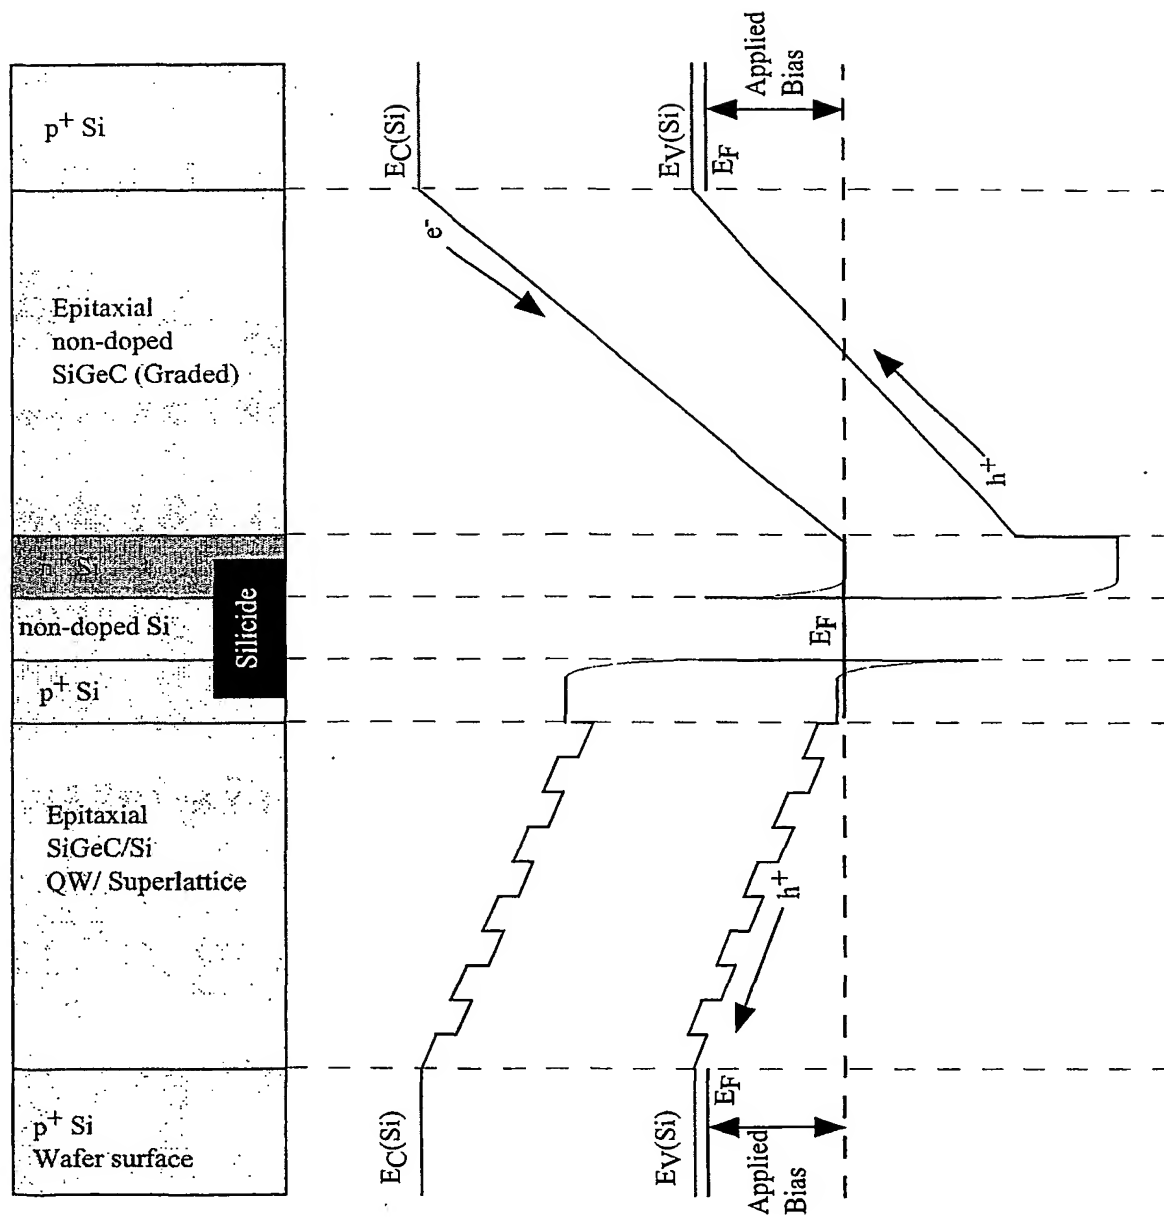 p+ Si
Epitaxial
non-doped
SiGeC (Graded)
n+ Si
non-doped Si
p+ Si
Silicide
Epitaxial
SiGeC/Si
QW/ Superlattice
p+ Si
Wafer surface
EC(Si)
e-
EV(Si)
EF
Applied
Bias
h+
EF
h+
EC(Si)
EV(Si)
EF
Applied
Bias